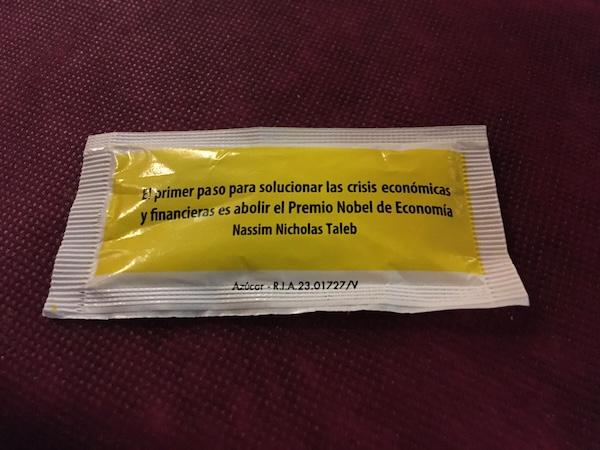 El primer paso para solucionar las crisis económicas
y financieras es abolir el Premio Nobel de Economía
Nassim Nicholas Taleb
Azúcar - R.I.A.23.01727/V